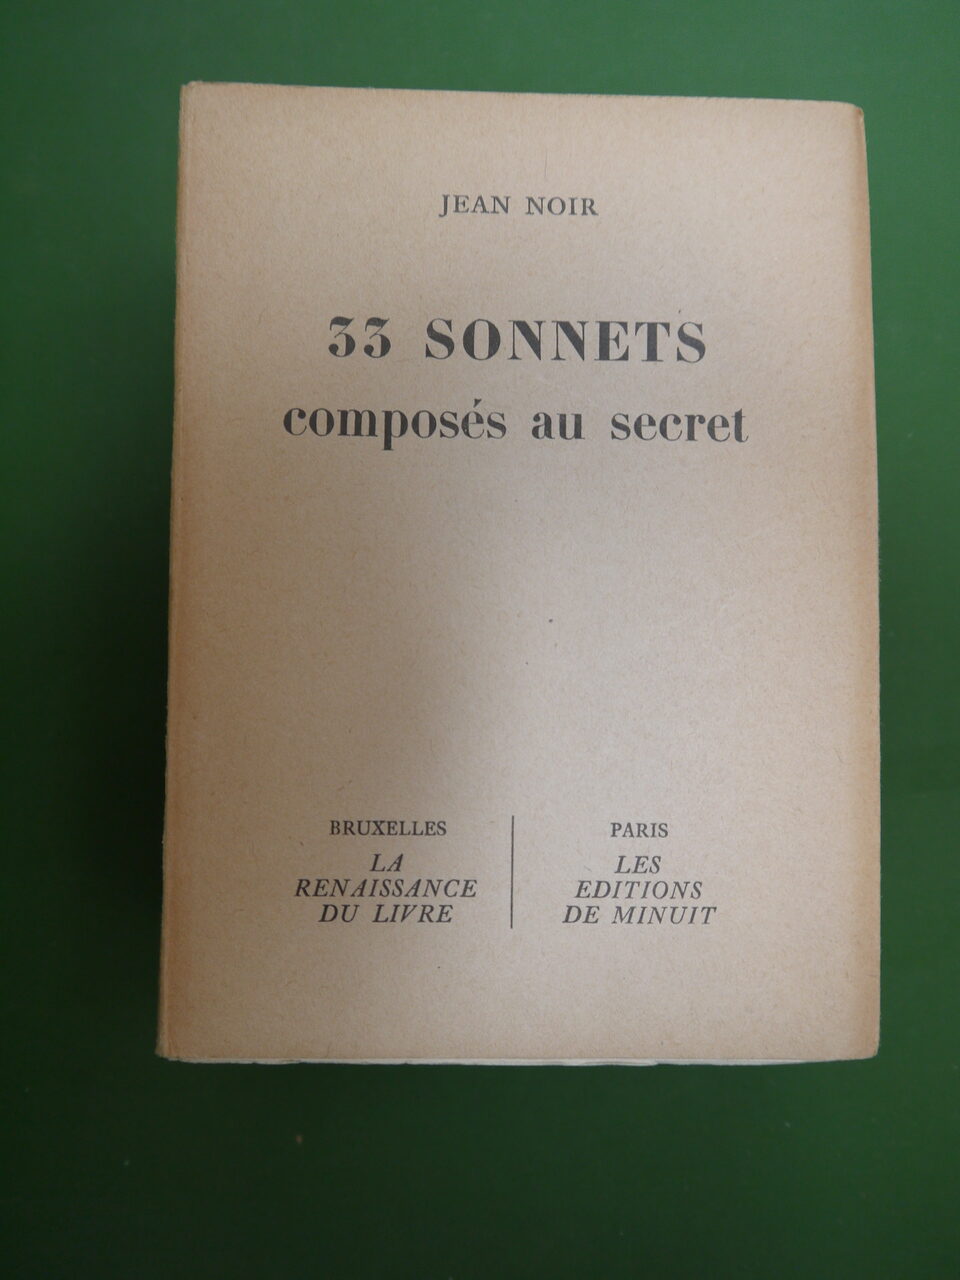 JEAN NOIR
33 SONNETS
composés au secret
BRUXELLES
LA
RENAISSANCE
DU LIVRE
PARIS
LES
EDITIONS
DE MINUIT